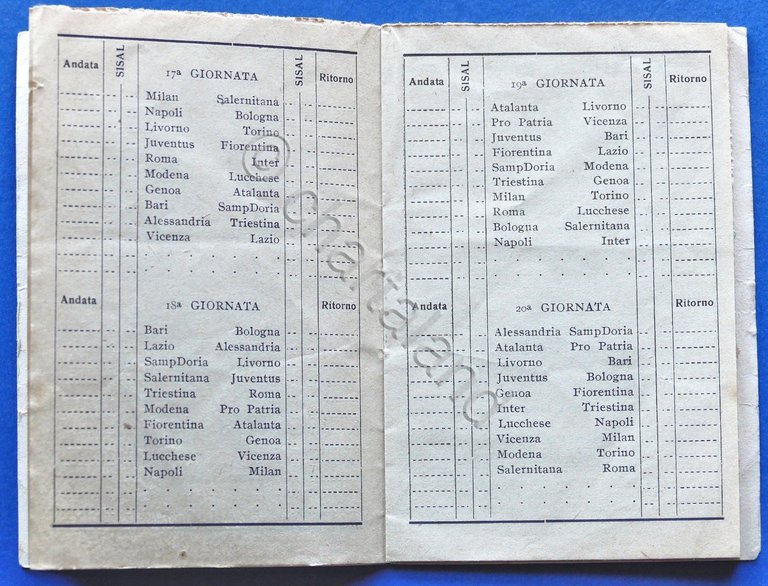 Andata SISAL 17ª GIORNATA SISAL Ritorno
Milan Salernitana
Napoli Bologna
Livorno Torino
Juventus Fiorentina
Roma Inter
Modena Lucchese
Genoa Atalanta
Bari SampDoria
Alessandria Triestina
Vicenza Lazio
Andata 18ª GIORNATA Ritorno
Bari Bologna
Lazio Alessandria
SampDoria Livorno
Salernitana Juventus
Triestina Roma
Modena Pro Patria
Fiorentina Atalanta
Torino Genoa
Lucchese Vicenza
Napoli Milan
Andata SISAL 19ª GIORNATA SISAL Ritorno
Atalanta Livorno
Pro Patria Vicenza
Juventus Bari
Fiorentina Lazio
SampDoria Modena
Triestina Genoa
Milan Torino
Roma Lucchese
Bologna Salernitana
Napoli Inter
Andata 20ª GIORNATA Ritorno
Alessandria SampDoria
Atalanta Pro Patria
Livorno Bari
Juventus Bologna
Genoa Fiorentina
Inter Triestina
Lucchese Napoli
Vicenza Milan
Modena Torino
Salernitana Roma
© chartaland